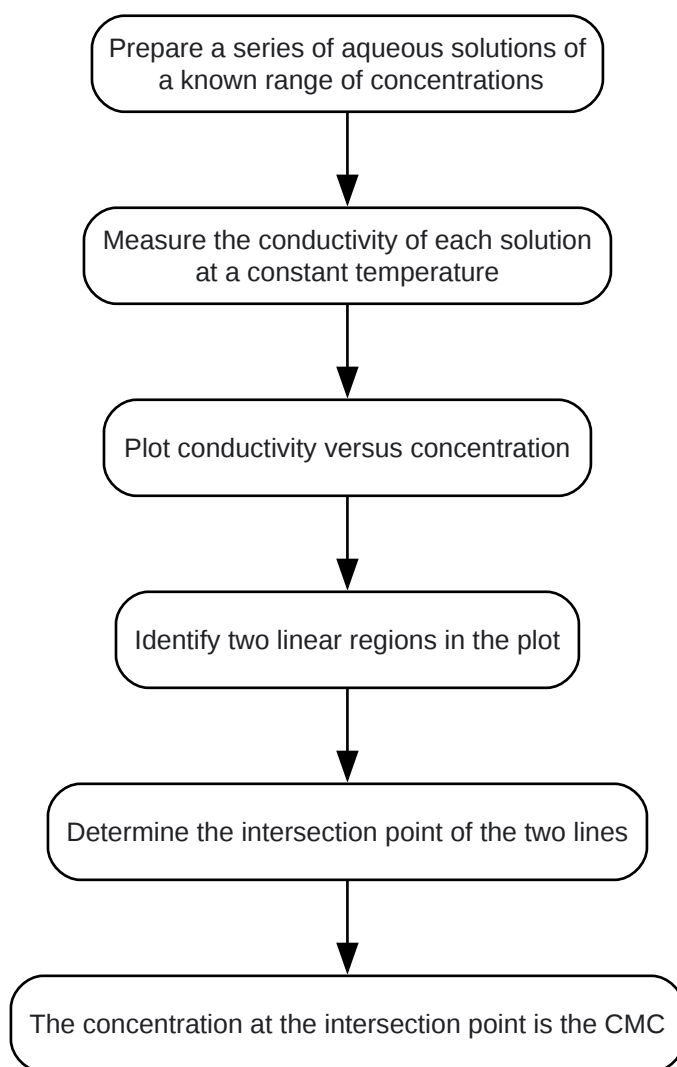 Prepare a series of aqueous solutions of
a known range of concentrations
Measure the conductivity of each solution
at a constant temperature
Plot conductivity versus concentration
Identify two linear regions in the plot
Determine the intersection point of the two lines
The concentration at the intersection point is the CMC